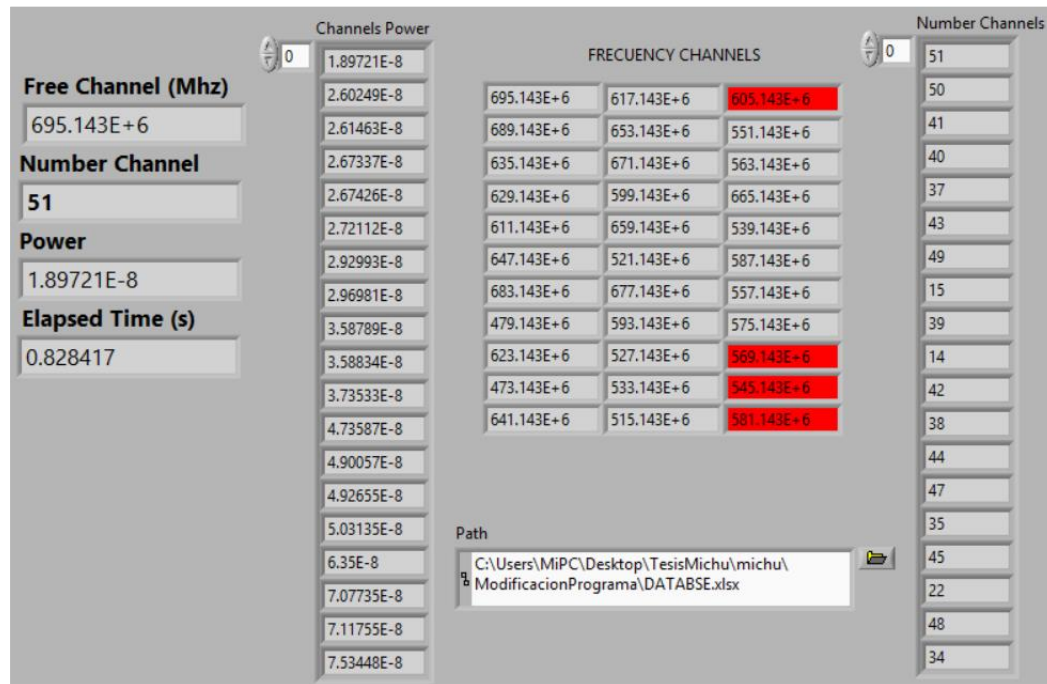 Free Channel (Mhz)
695.143E+6
Number Channel
51
Power
1.89721E-8
Elapsed Time (s)
0.828417
Channels Power
0
1.89721E-8
2.60249E-8
2.61463E-8
2.67337E-8
2.67426E-8
2.72112E-8
2.92993E-8
2.96981E-8
3.58789E-8
3.58834E-8
3.73533E-8
4.73587E-8
4.90057E-8
4.92655E-8
5.03135E-8
6.35E-8
7.07735E-8
7.11755E-8
7.53448E-8
FRECUENCY CHANNELS
695.143E+6 617.143E+6 605.143E+6
689.143E+6 653.143E+6 551.143E+6
635.143E+6 671.143E+6 563.143E+6
629.143E+6 599.143E+6 665.143E+6
611.143E+6 659.143E+6 539.143E+6
647.143E+6 521.143E+6 587.143E+6
683.143E+6 677.143E+6 557.143E+6
479.143E+6 593.143E+6 575.143E+6
623.143E+6 527.143E+6 569.143E+6
473.143E+6 533.143E+6 545.143E+6
641.143E+6 515.143E+6 581.143E+6
Path
C:\Users\MiPC\Desktop\TesisMichu\michu\
ModificacionPrograma\DATABSE.xlsx
Number Channels
0
51
50
41
40
37
43
49
15
39
14
42
38
44
47
35
45
22
48
34